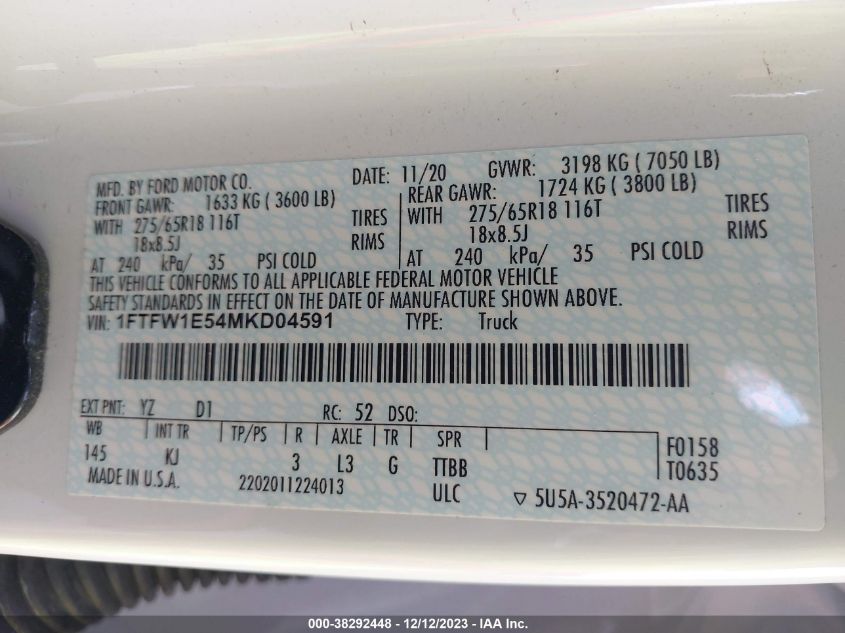 MFD. BY FORD MOTOR CO. DATE: 11/20 GVWR: 3198 KG ( 7050 LB)
FRONT GAWR: 1633 KG ( 3600 LB) REAR GAWR: 1724 KG ( 3800 LB)
WITH 275/65R18 116T TIRES WITH 275/65R18 116T TIRES
18x8.5J RIMS 18x8.5J RIMS
AT 240 kPa/ 35 PSI COLD AT 240 kPa/ 35 PSI COLD
THIS VEHICLE CONFORMS TO ALL APPLICABLE FEDERAL MOTOR VEHICLE
SAFETY STANDARDS IN EFFECT ON THE DATE OF MANUFACTURE SHOWN ABOVE.
VIN: 1FTFW1E54MKD04591 TYPE: Truck
EXT PNT: YZ D1 RC: 52 DSO:
WB INT TR TP/PS R AXLE TR SPR F0158
145 KJ 3 L3 G TTBB T0635
MADE IN U.S.A. 2202011224013 ULC ▽ 5U5A-3520472-AA
000-38292448 - 12/12/2023 - IAA Inc.